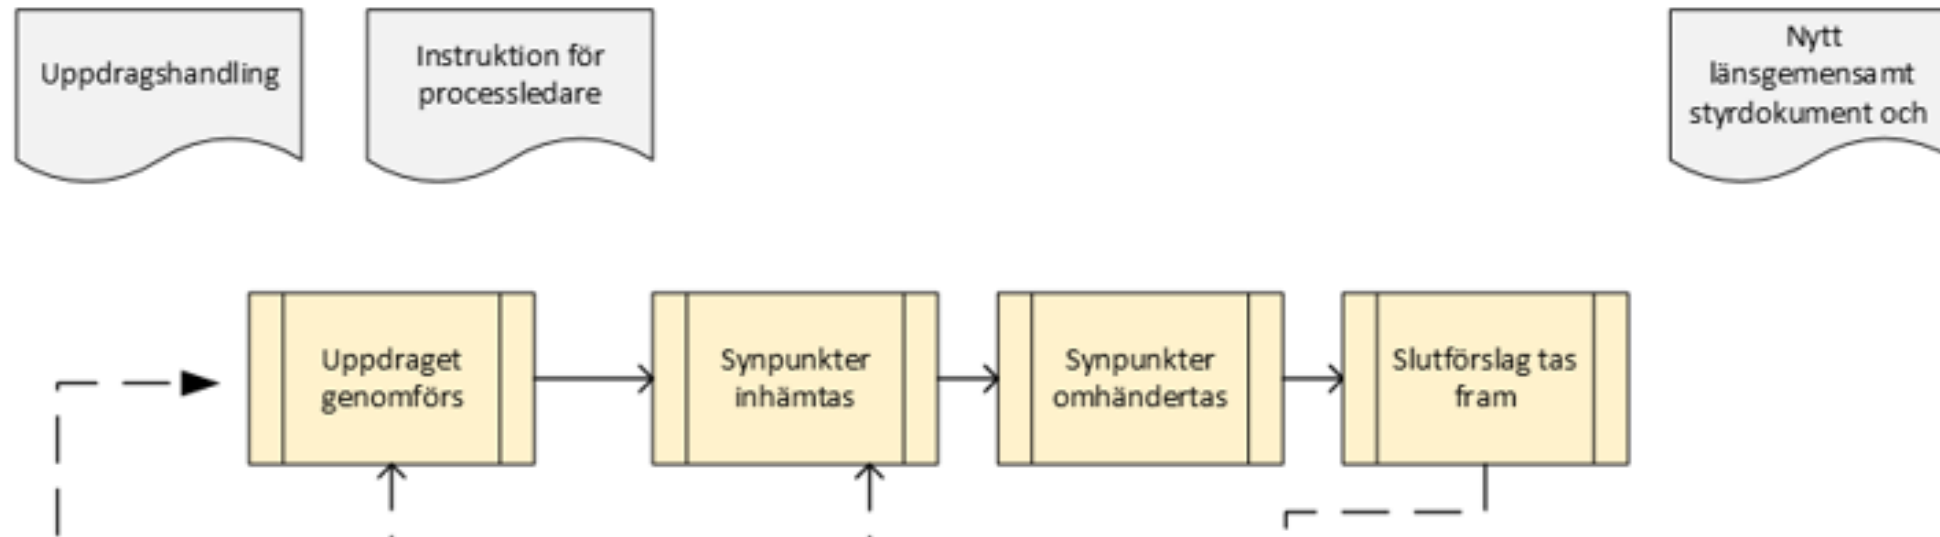 Uppdragshandling
Instruktion för
processledare
Nytt
länsgemensamt
styrdokument och
Uppdraget
genomförs
Synpunkter
inhämtas
Synpunkter
omhändertas
Slutförslag tas
fram